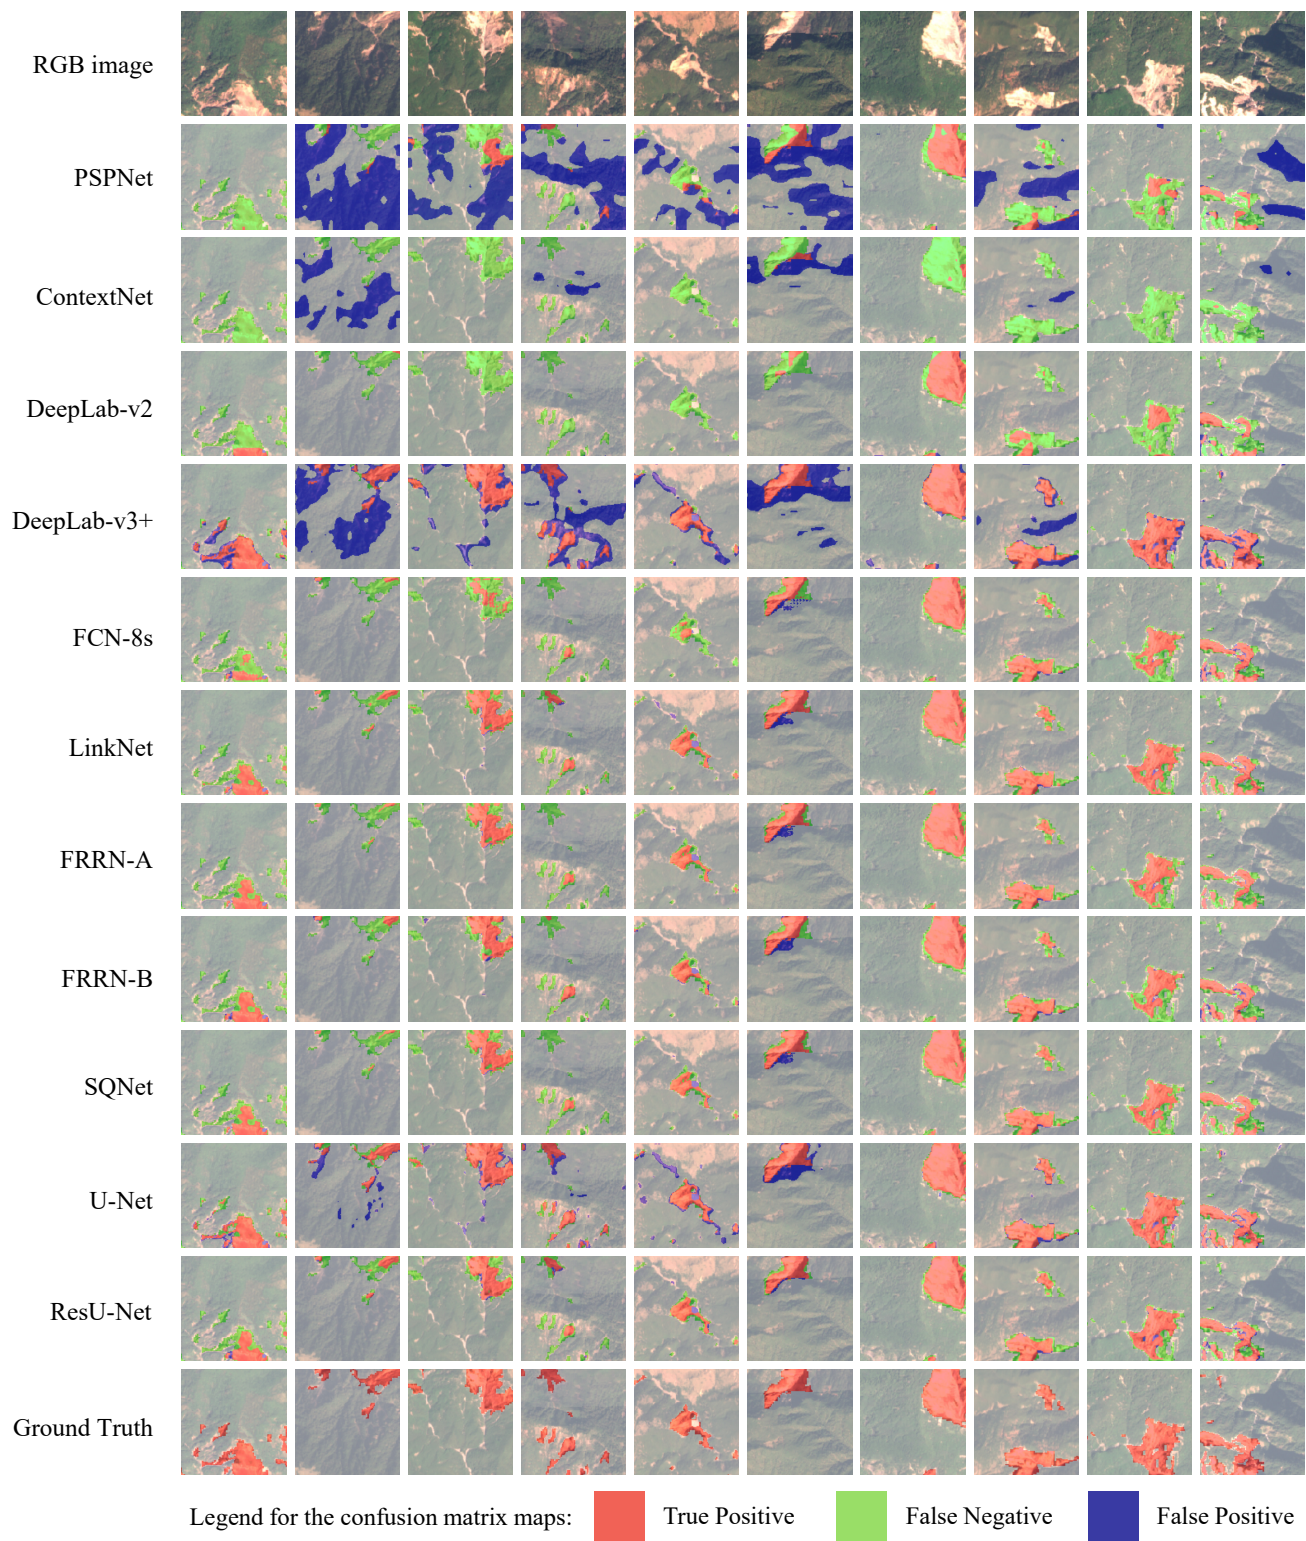 RGB image
PSPNet
ContextNet
DeepLab-v2
DeepLab-v3+
FCN-8s
LinkNet
FRRN-A
FRRN-B
SQNet
U-Net
ResU-Net
Ground Truth
Legend for the confusion matrix maps: True Positive False Negative False Positive